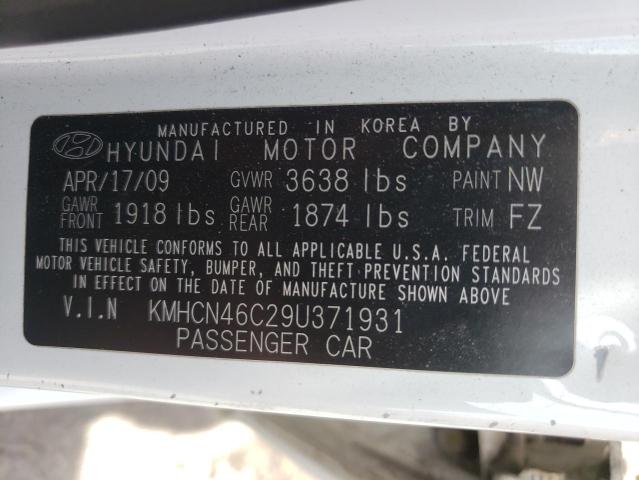 MANUFACTURED IN KOREA BY
HYUNDAI MOTOR COMPANY
APR/17/09 GVWR 3638 lbs PAINT NW
GAWR FRONT 1918 lbs GAWR REAR 1874 lbs TRIM FZ
THIS VEHICLE CONFORMS TO ALL APPLICABLE U.S.A. FEDERAL
MOTOR VEHICLE SAFETY, BUMPER, AND THEFT PREVENTION STANDARDS
IN EFFECT ON THE DATE OF MANUFACTURE SHOWN ABOVE
V.I.N KMHCN46C29U371931
PASSENGER CAR